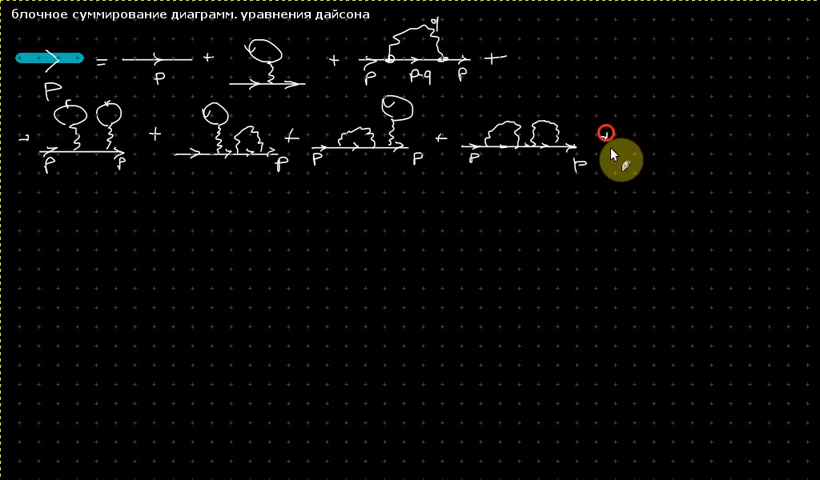 блочное суммирование диаграмм. уравнения дайсона
P = p + + p p-q p q +
+ p p + p + p p + p p +